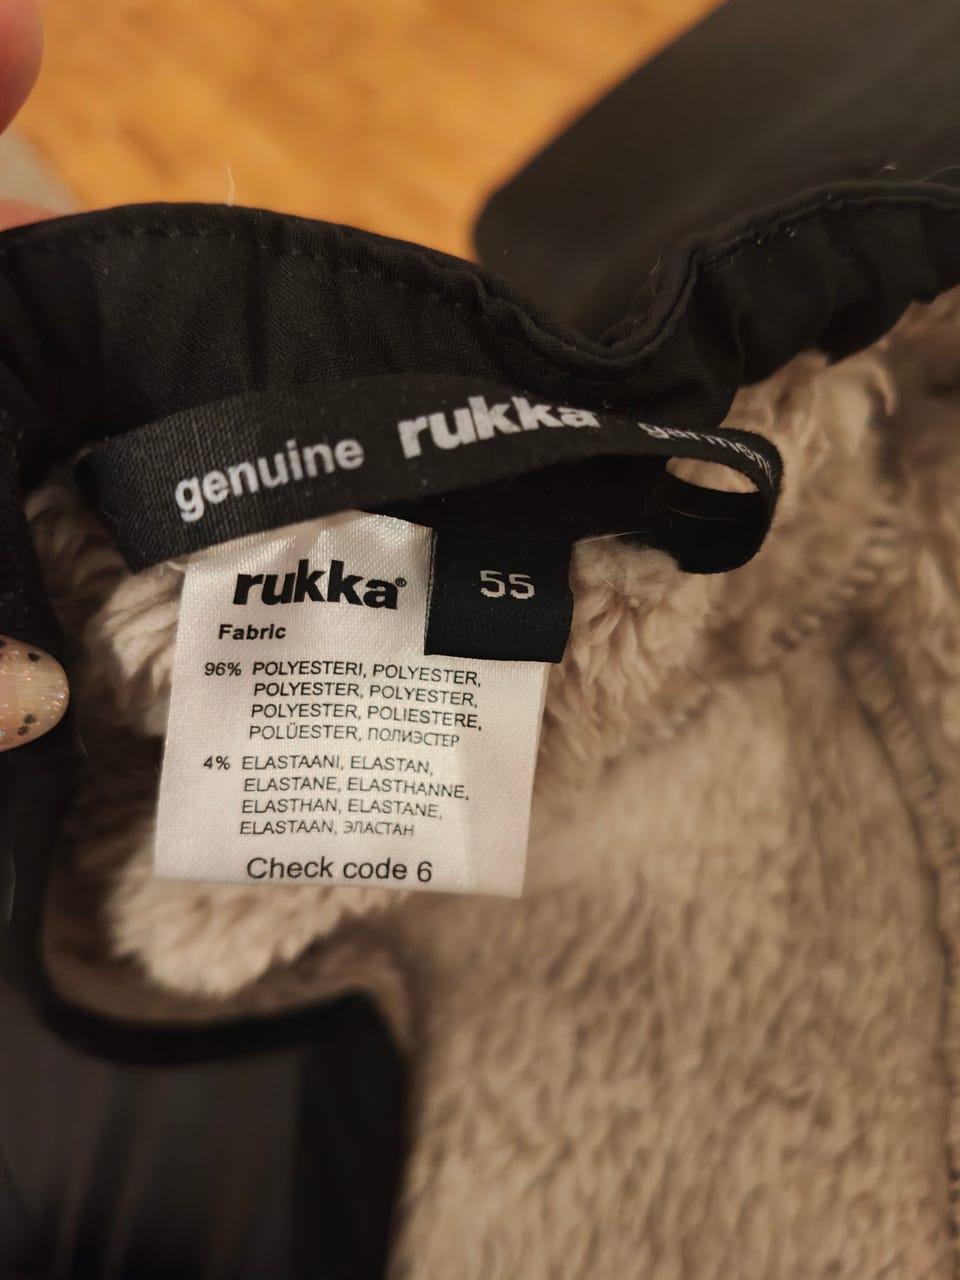 genuine rukka garment
rukka®
55
Fabric
96% POLYESTERI, POLYESTER,
POLYESTER, POLYESTER,
POLYESTER, POLIESTERE,
POLÜESTER, ПОЛИЭСТЕР
4% ELASTAANI, ELASTAN,
ELASTANE, ELASTHANNE,
ELASTHAN, ELASTANE,
ELASTAAN, ЭЛАСТАН
Check code 6